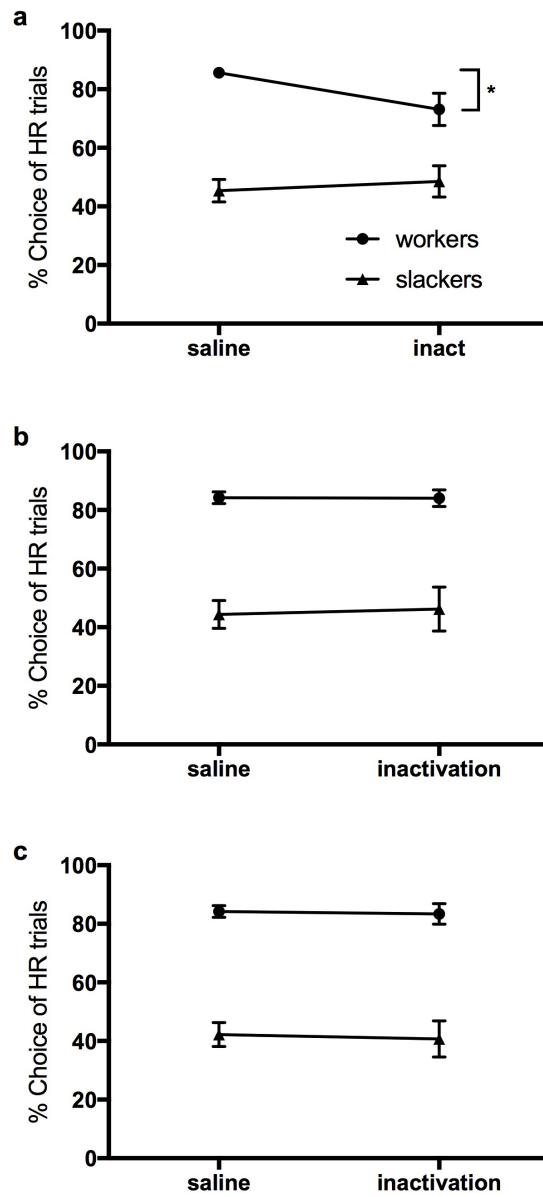 a
% Choice of HR trials
100
80
60
40
20
0
*
workers
slackers
saline inact
b
% Choice of HR trials
100
80
60
40
20
0
saline inactivation
c
% Choice of HR trials
100
80
60
40
20
0
saline inactivation